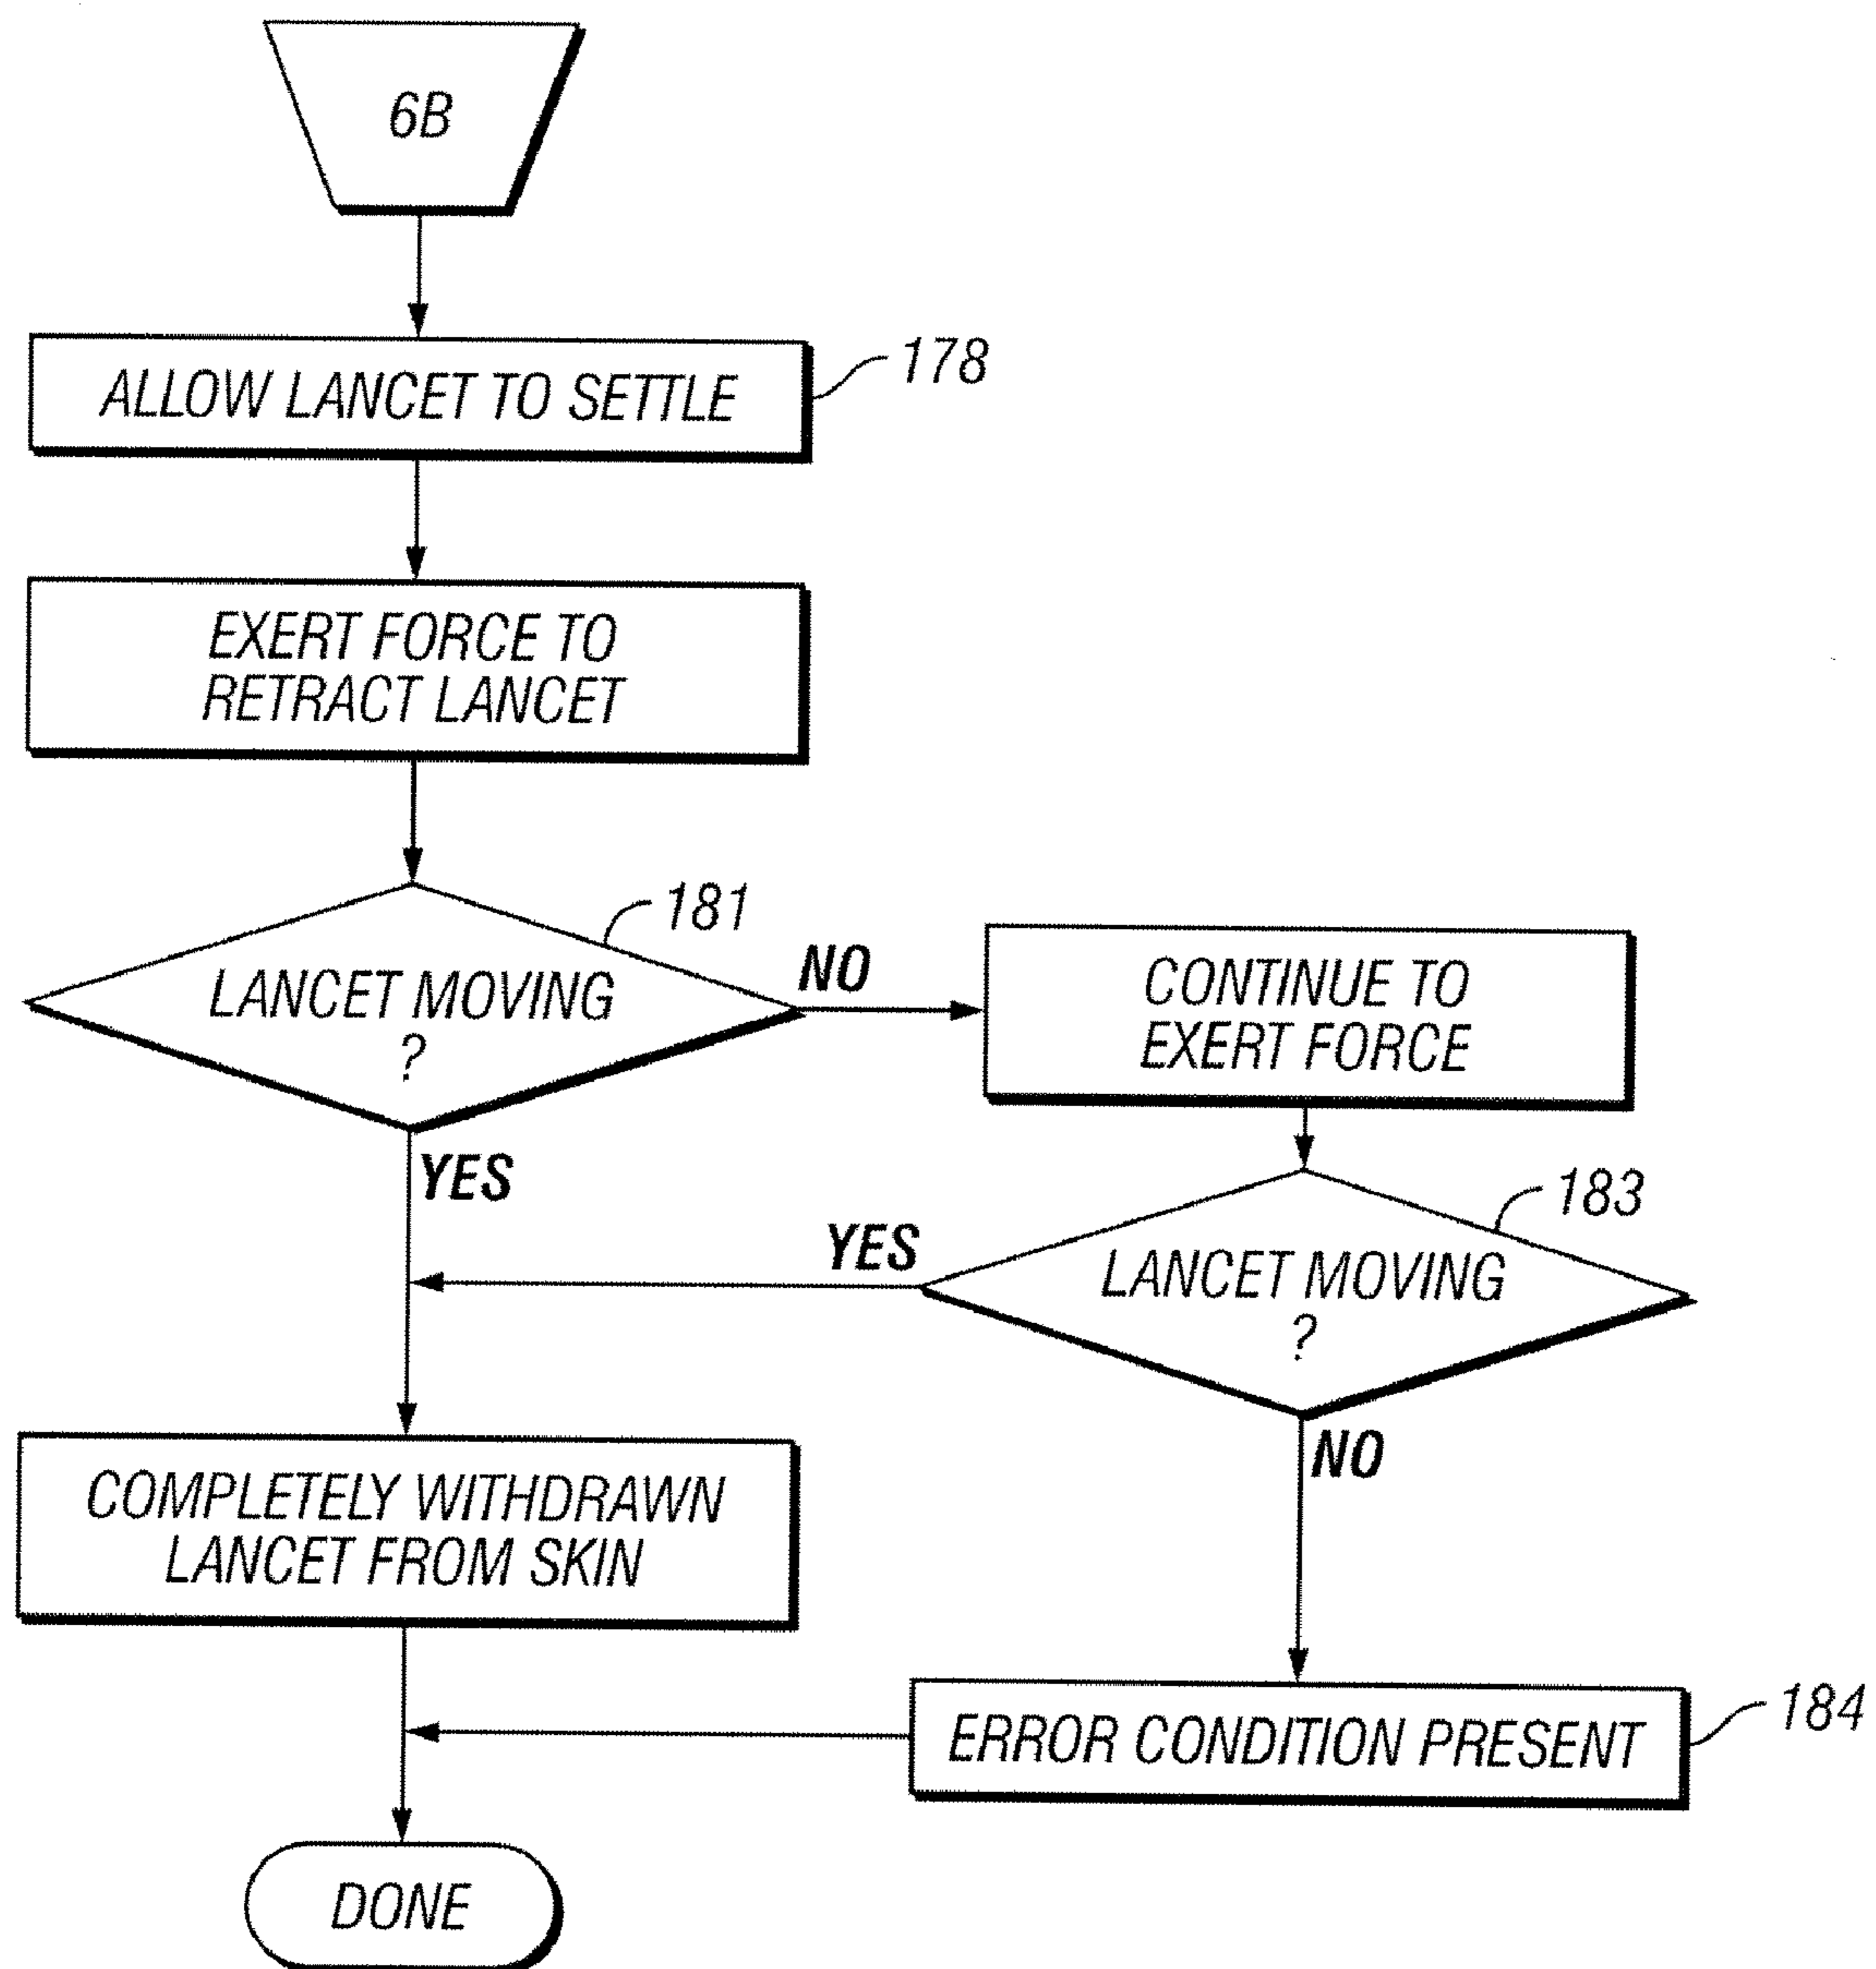 6B
ALLOW LANCET TO SETTLE
178
EXERT FORCE TO
RETRACT LANCET
181
LANCET MOVING
?
NO
CONTINUE TO
EXERT FORCE
YES
183
LANCET MOVING
?
YES
NO
COMPLETELY WITHDRAWN
LANCET FROM SKIN
ERROR CONDITION PRESENT
184
DONE